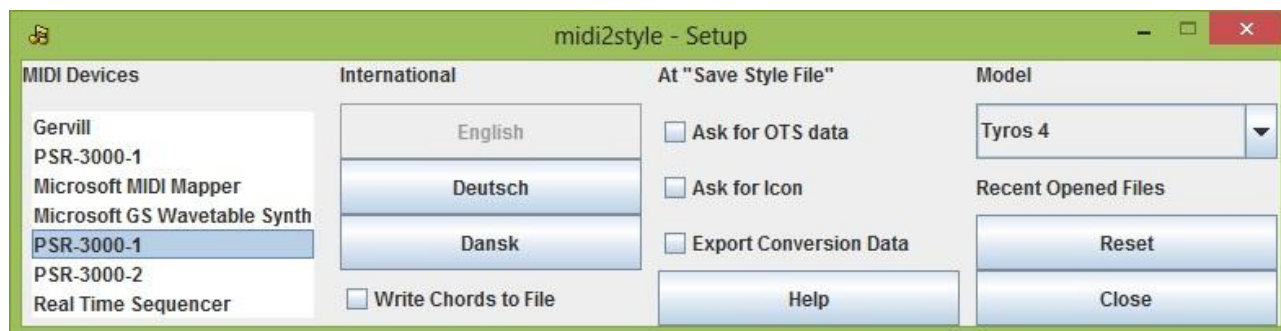 midi2style - Setup
MIDI Devices
Gervill
PSR-3000-1
Microsoft MIDI Mapper
Microsoft GS Wavetable Synth
PSR-3000-1
PSR-3000-2
Real Time Sequencer
International
English
Deutsch
Dansk
Write Chords to File
At "Save Style File"
Ask for OTS data
Ask for Icon
Export Conversion Data
Help
Model
Tyros 4
Recent Opened Files
Reset
Close